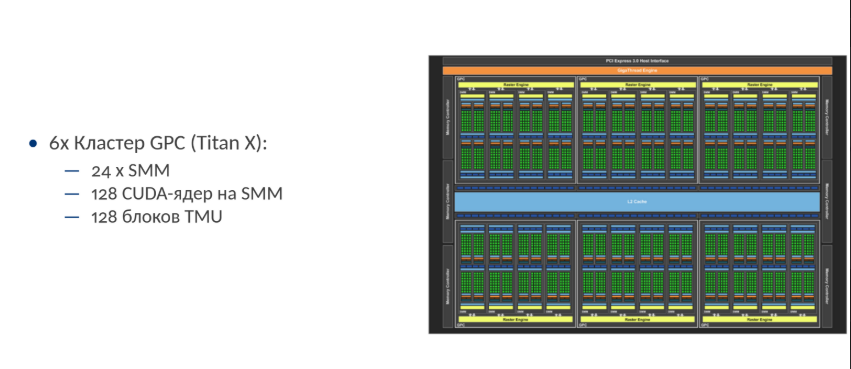 6x Кластер GPC (Titan X):
24 x SMM
128 CUDA-ядер на SMM
128 блоков TMU
PCI Express 3.0 Host Interface
GigaThread Engine
GPC GPC GPC
Raster Engine Raster Engine Raster Engine
Memory Controller Memory Controller
Memory Controller L2 Cache Memory Controller
Memory Controller Memory Controller
Raster Engine Raster Engine Raster Engine
GPC GPC GPC